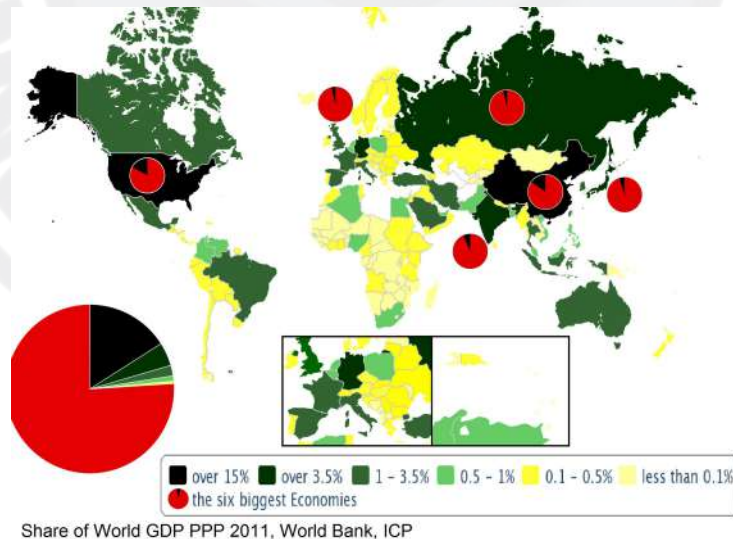 over 15% over 3.5% 1 – 3.5% 0.5 – 1% 0.1 – 0.5% less than 0.1%
the six biggest Economies
Share of World GDP PPP 2011, World Bank, ICP